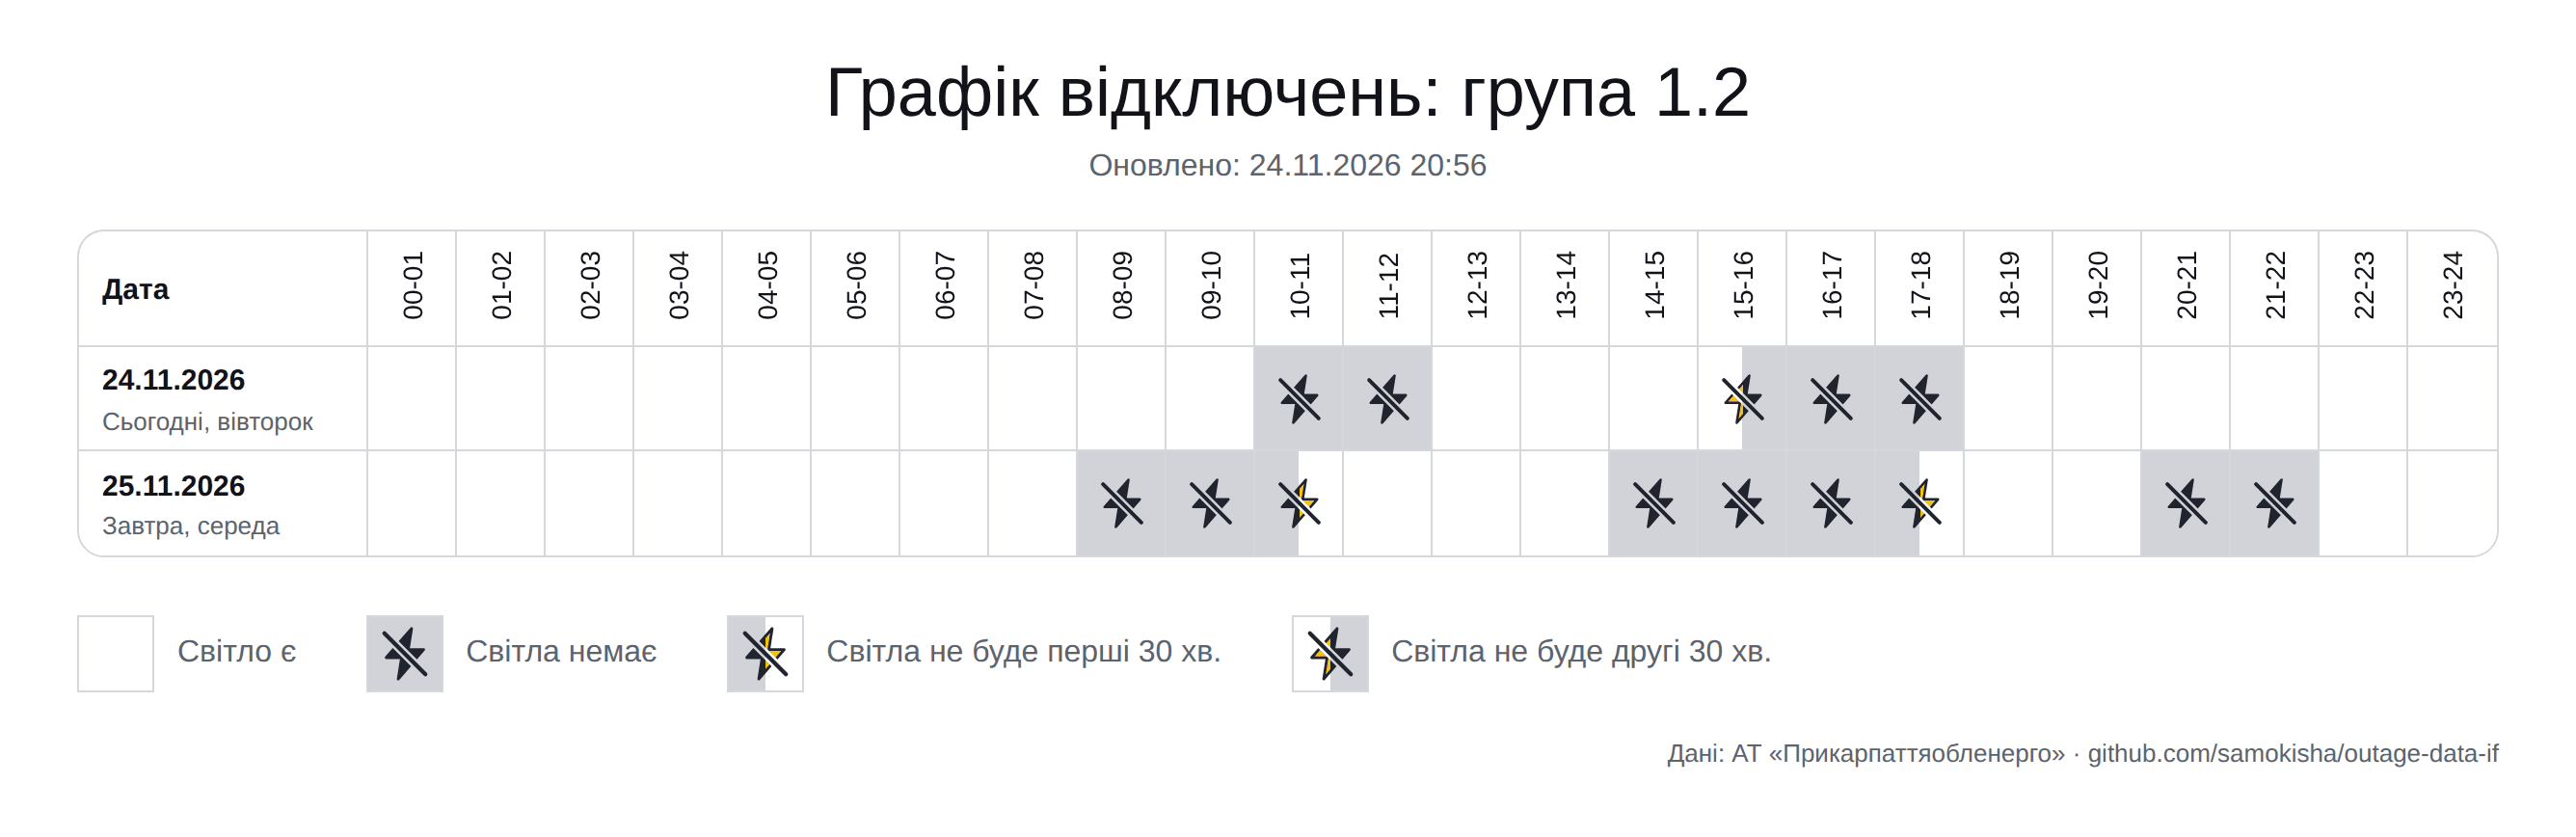 Графік відключень: група 1.2
Оновлено: 24.11.2026 20:56
Дата 00-01 01-02 02-03 03-04 04-05 05-06 06-07 07-08 08-09 09-10 10-11 11-12 12-13 13-14 14-15 15-16 16-17 17-18 18-19 19-20 20-21 21-22 22-23 23-24
24.11.2026
Сьогодні, вівторок
25.11.2026
Завтра, середа
Світло є Світла немає Світла не буде перші 30 хв. Світла не буде другі 30 хв.
Дані: АТ «Прикарпаттяобленерго» · github.com/samokisha/outage-data-if